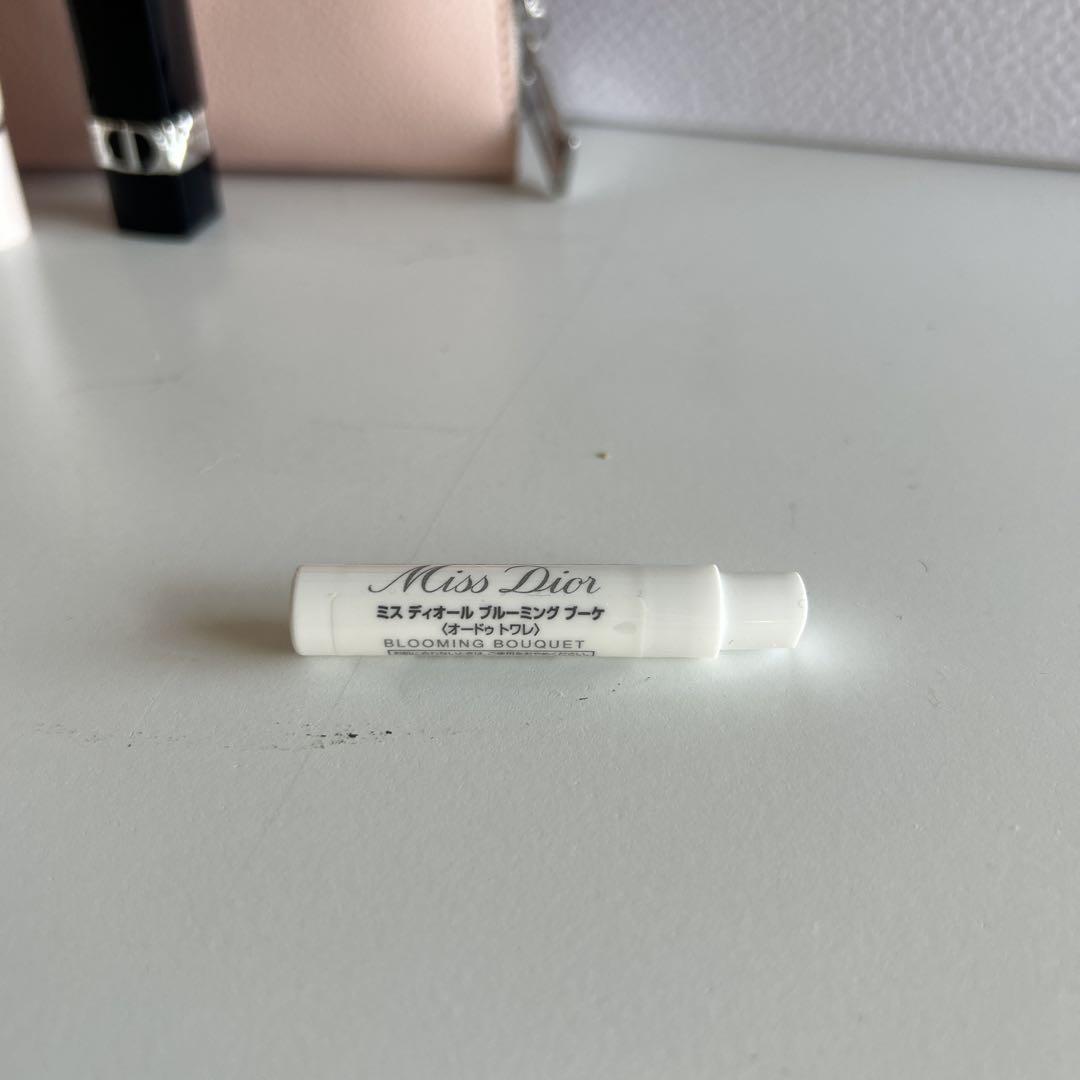 Miss Dior
ミス ディオール ブルーミング ブーケ
〈オードゥ トワレ〉
BLOOMING BOUQUET